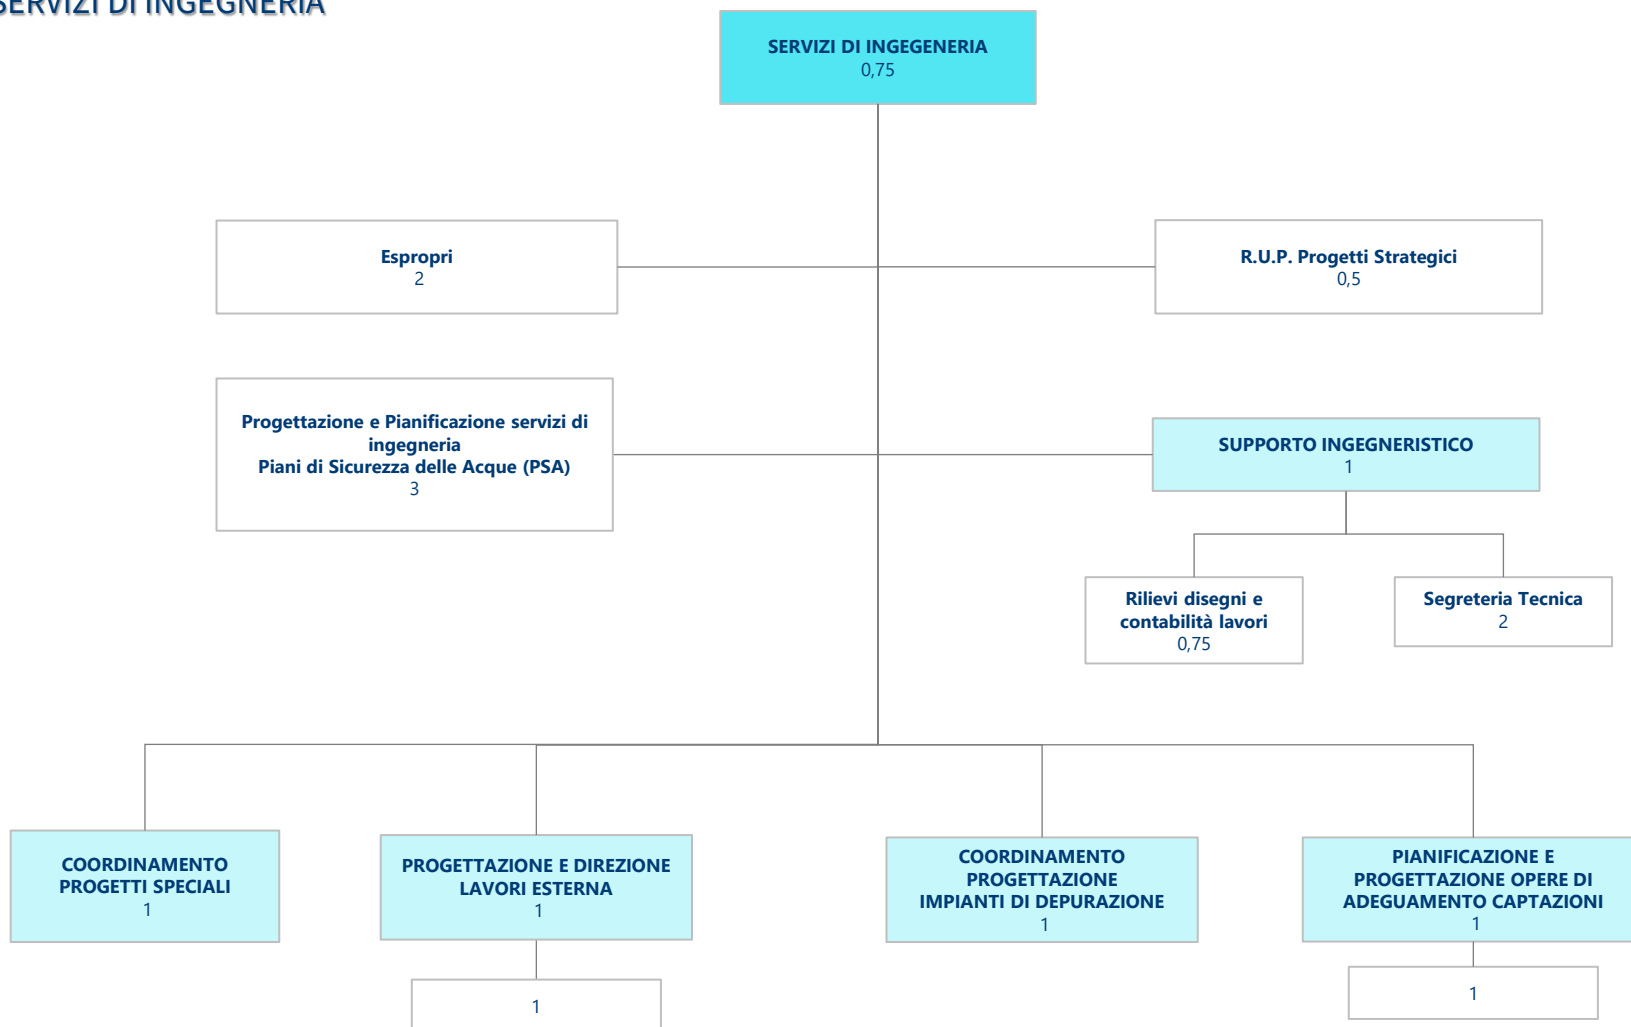 SERVIZI DI INGEGNERIA
SERVIZI DI INGEGENERIA
0,75
Espropri
2
R.U.P. Progetti Strategici
0,5
Progettazione e Pianificazione servizi di
ingegneria
Piani di Sicurezza delle Acque (PSA)
3
SUPPORTO INGEGNERISTICO
1
Rilievi disegni e
contabilità lavori
0,75
Segreteria Tecnica
2
COORDINAMENTO
PROGETTI SPECIALI
1
PROGETTAZIONE E DIREZIONE
LAVORI ESTERNA
1
COORDINAMENTO
PROGETTAZIONE
IMPIANTI DI DEPURAZIONE
1
PIANIFICAZIONE E
PROGETTAZIONE OPERE DI
ADEGUAMENTO CAPTAZIONI
1
1
1